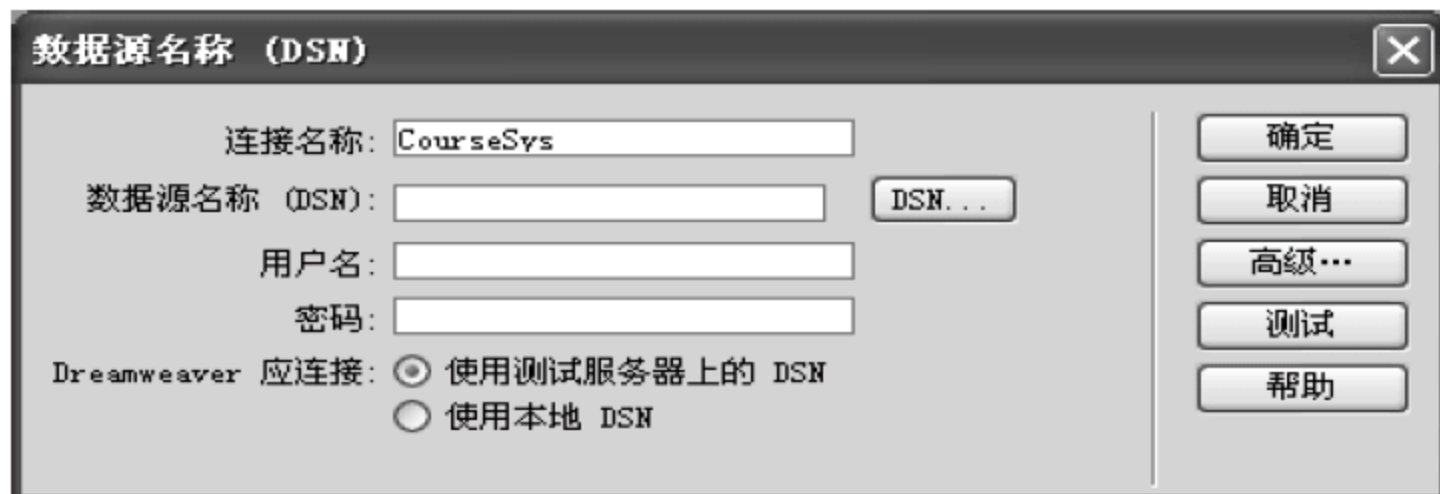 数据源名称 (DSN)
连接名称: CourseSys
确定
数据源名称 (DSN): DSN...
取消
用户名:
高级…
密码:
测试
Dreamweaver 应连接: 使用测试服务器上的 DSN
帮助
使用本地 DSN